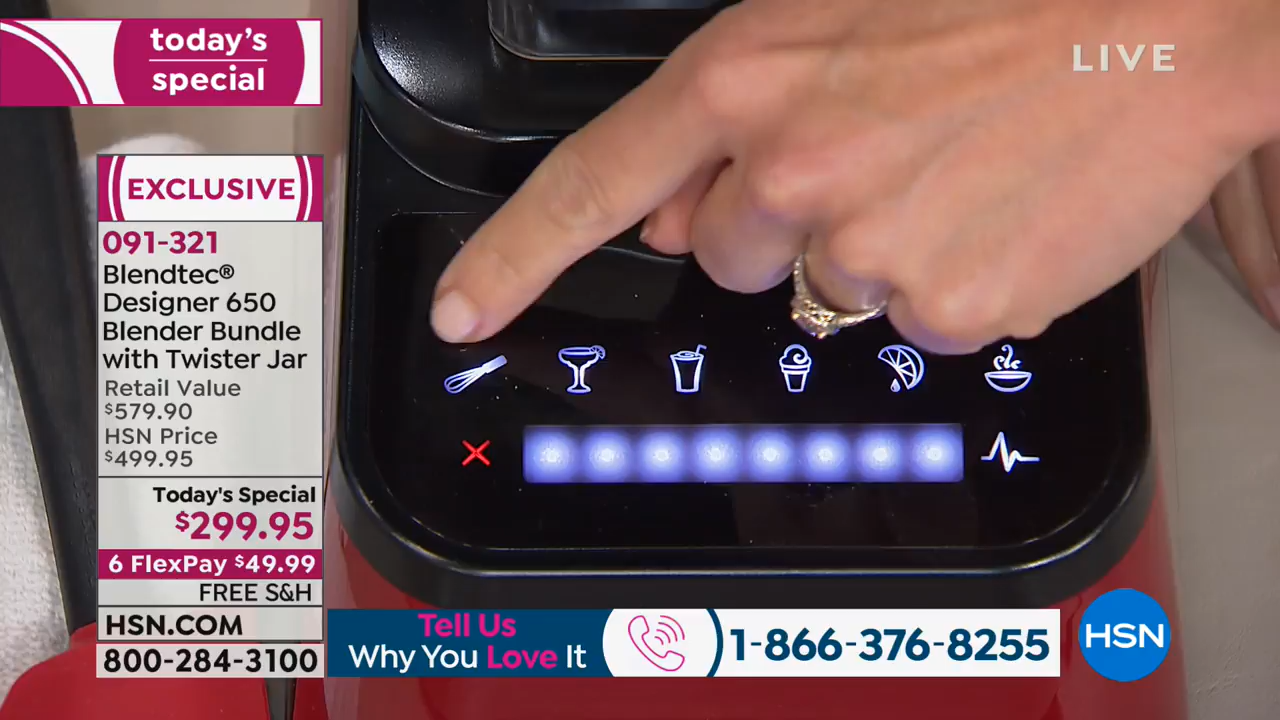 today's
special
LIVE
EXCLUSIVE
091-321
Blendtec®
Designer 650
Blender Bundle
with Twister Jar
Retail Value
$579.90
HSN Price
$499.95
Today's Special
$299.95
6 FlexPay $49.99
FREE S&H
HSN.COM
800-284-3100
Tell Us
Why You Love It
1-866-376-8255
HSN